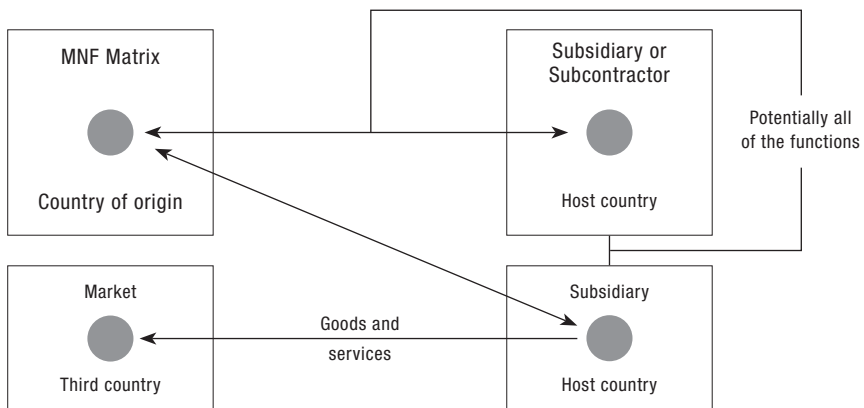 MNF Matrix
Country of origin
Subsidiary or
Subcontractor
Host country
Potentially all
of the functions
Market
Third country
Goods and
services
Subsidiary
Host country